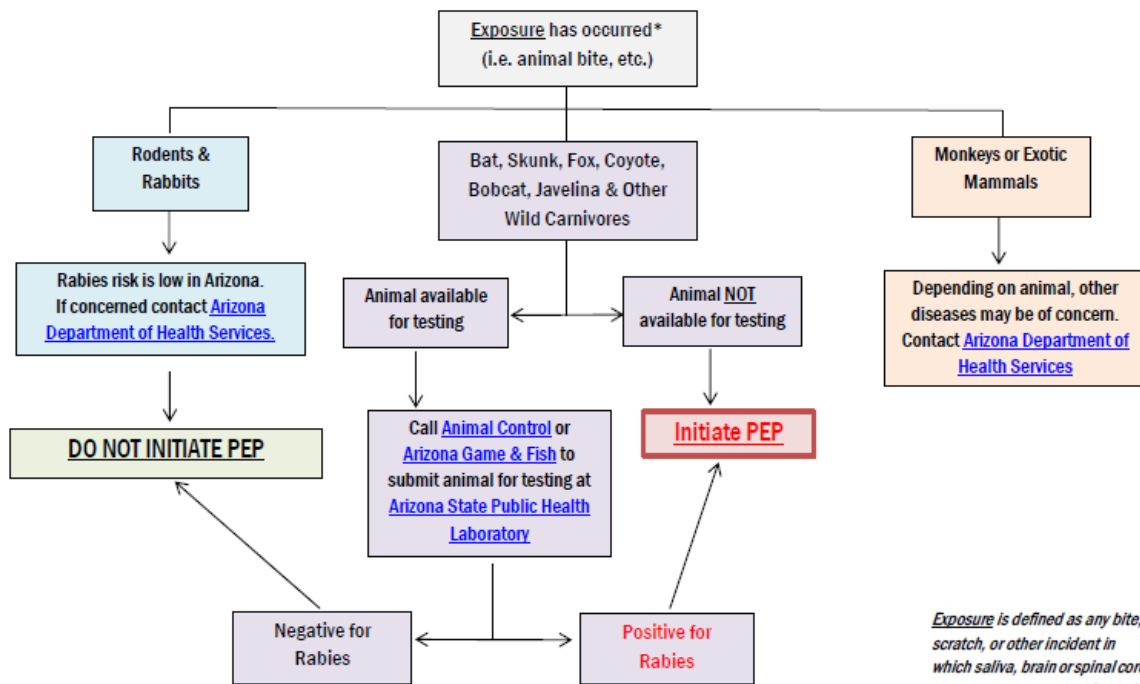 Exposure has occurred*
(i.e. animal bite, etc.)
Rodents &
Rabbits
Bat, Skunk, Fox, Coyote,
Bobcat, Javelina & Other
Wild Carnivores
Monkeys or Exotic
Mammals
Rabies risk is low in Arizona.
If concerned contact Arizona
Department of Health Services.
Animal available
for testing
Animal NOT
available for testing
Depending on animal, other
diseases may be of concern.
Contact Arizona Department of
Health Services
DO NOT INITIATE PEP
Call Animal Control or
Arizona Game & Fish to
submit animal for testing at
Arizona State Public Health
Laboratory
Initiate PEP
Negative for
Rabies
Positive for
Rabies
Exposure is defined as any bite,
scratch, or other incident in
which saliva, brain or spinal cord